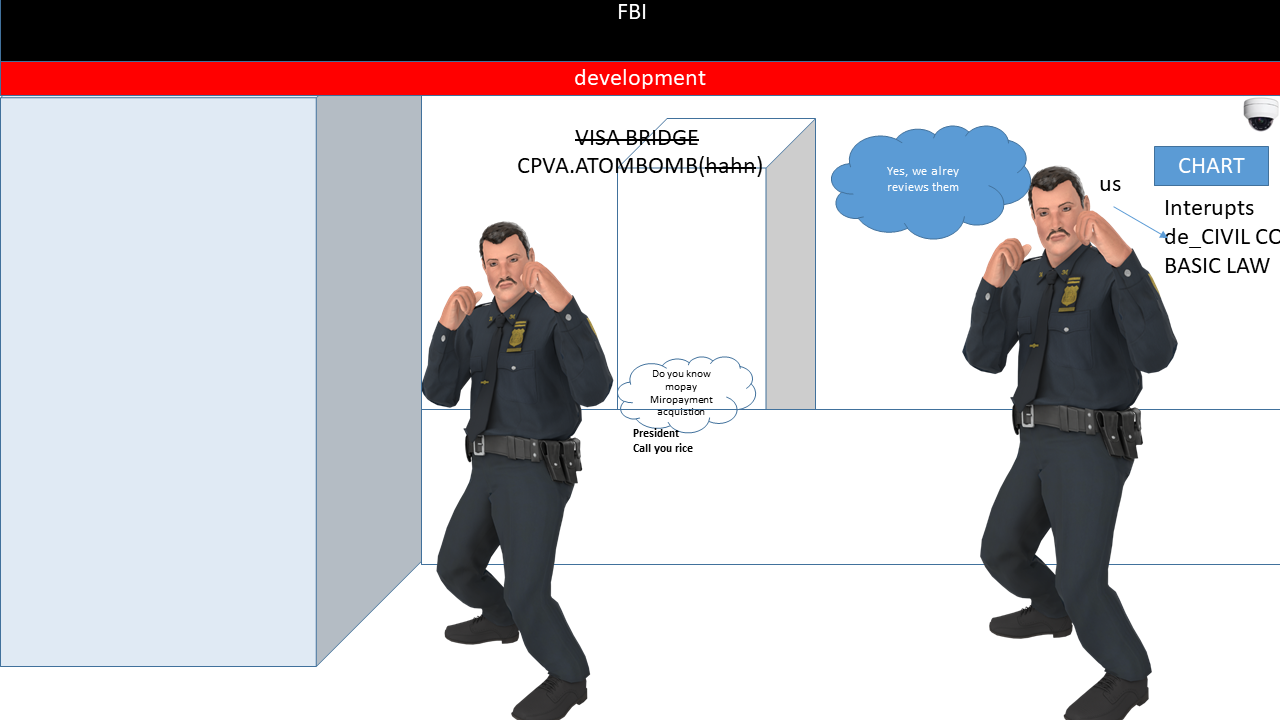 FBI
development
VISA BRIDGE
CPVA.ATOMBOMB(hahn)
Yes, we alrey
reviews them
us
CHART
Interupts
de_CIVIL CO
BASIC LAW
Do you know
mopay
Miropayment
acquistion
President
Call you rice